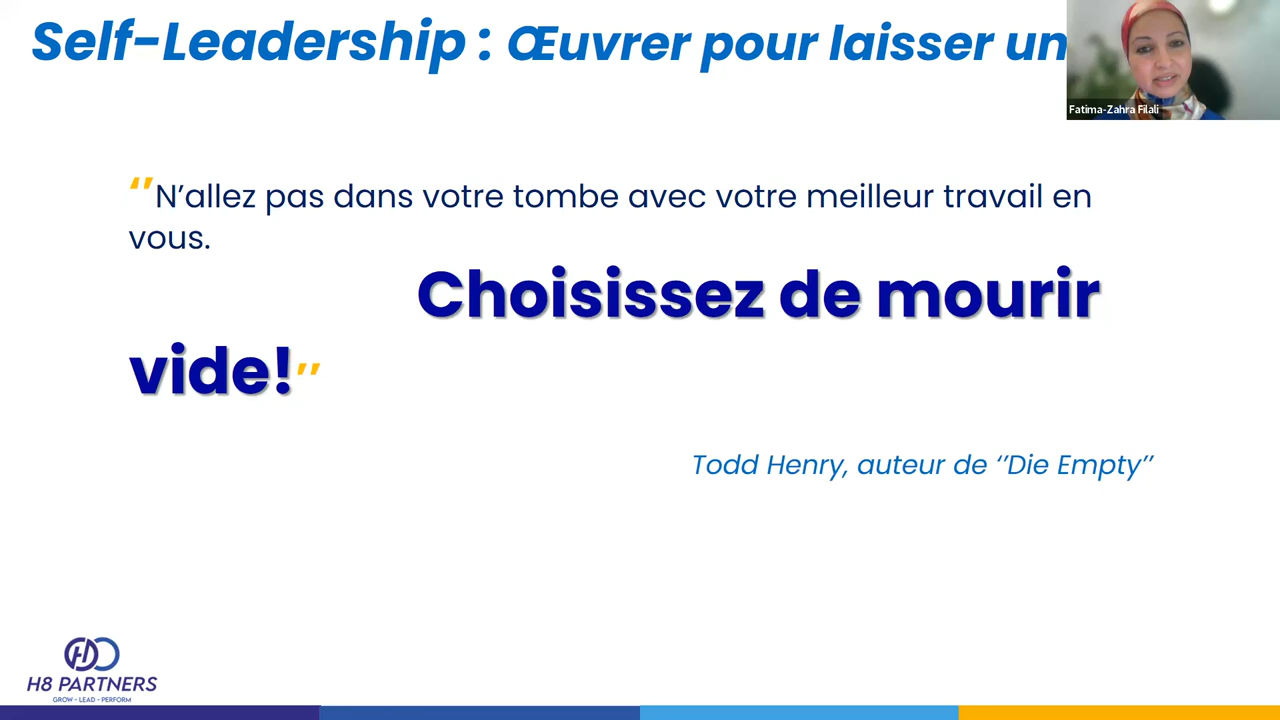 Self-Leadership : Œuvrer pour laisser un
Fatima-Zahra Filali
‘’N’allez pas dans votre tombe avec votre meilleur travail en
vous.
Choisissez de mourir
vide!’’
Todd Henry, auteur de ‘’Die Empty’’
H8 PARTNERS
GROW - LEAD - PERFORM